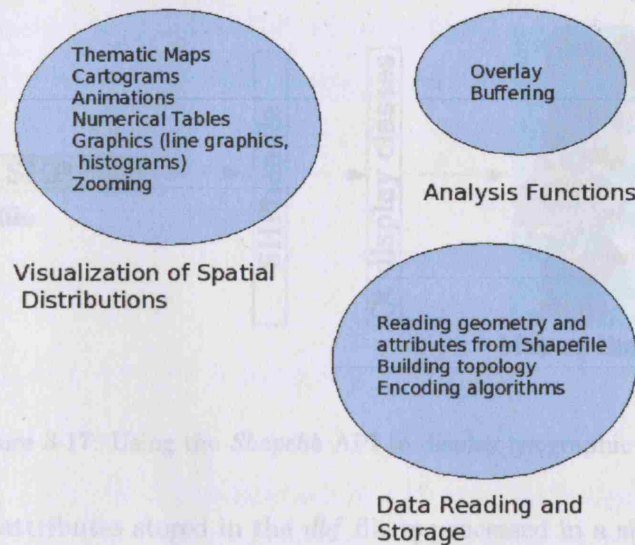 Thematic Maps
Cartograms
Animations
Numerical Tables
Graphics (line graphics,
histograms)
Zooming
Visualization of Spatial
Distributions
Overlay
Buffering
Analysis Functions
Reading geometry and
attributes from Shapefile
Building topology
Encoding algorithms
Data Reading and
Storage